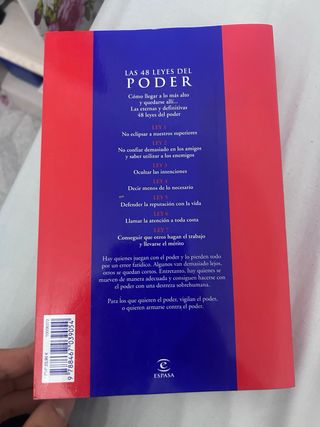 LAS 48 LEYES DEL
PODER
Cómo llegar a lo más alto
y quedarse allí...
Las eternas y definitivas
48 leyes del poder
LEY 1
No eclipsar a nuestros superiores
LEY 2
No confiar demasiado en los amigos
y saber utilizar a los enemigos
LEY 3
Ocultar las intenciones
LEY 4
Decir menos de lo necesario
LEY 5
Defender la reputación con la vida
LEY 6
Llamar la atención a toda costa
LEY 7
Conseguir que otros hagan el trabajo
y llevarse el mérito
Hay quienes juegan con el poder y lo pierden todo
por un error fatídico. Algunos van demasiado lejos,
otros se quedan cortos. Entretanto, hay quienes se
mueven de manera adecuada y consiguen hacerse con
el poder con una destreza sobrehumana.
Para los que quieren el poder, vigilan el poder,
o quieren armarse contra el poder.
ESPASA
9 788467 039054